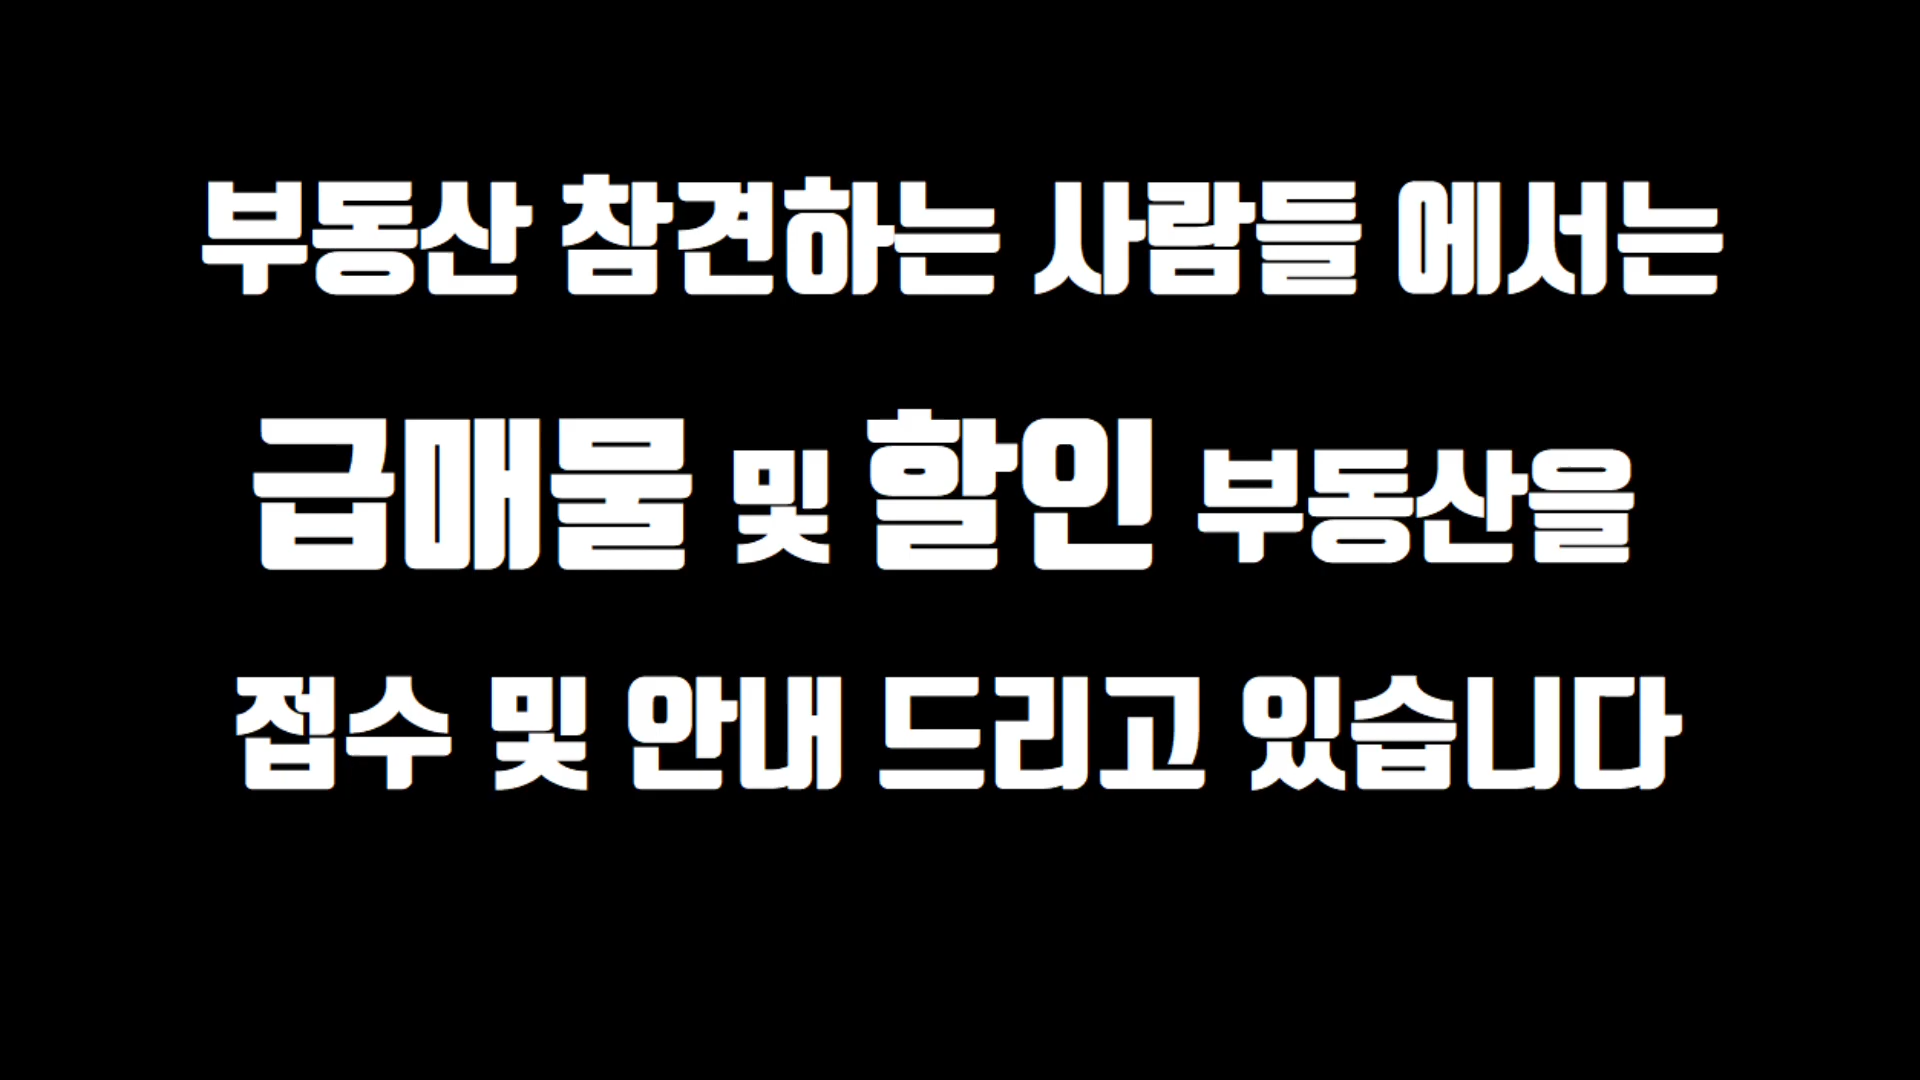 부동산 참견하는 사람들 에서는
급매물 및 할인 부동산을
접수 및 안내 드리고 있습니다